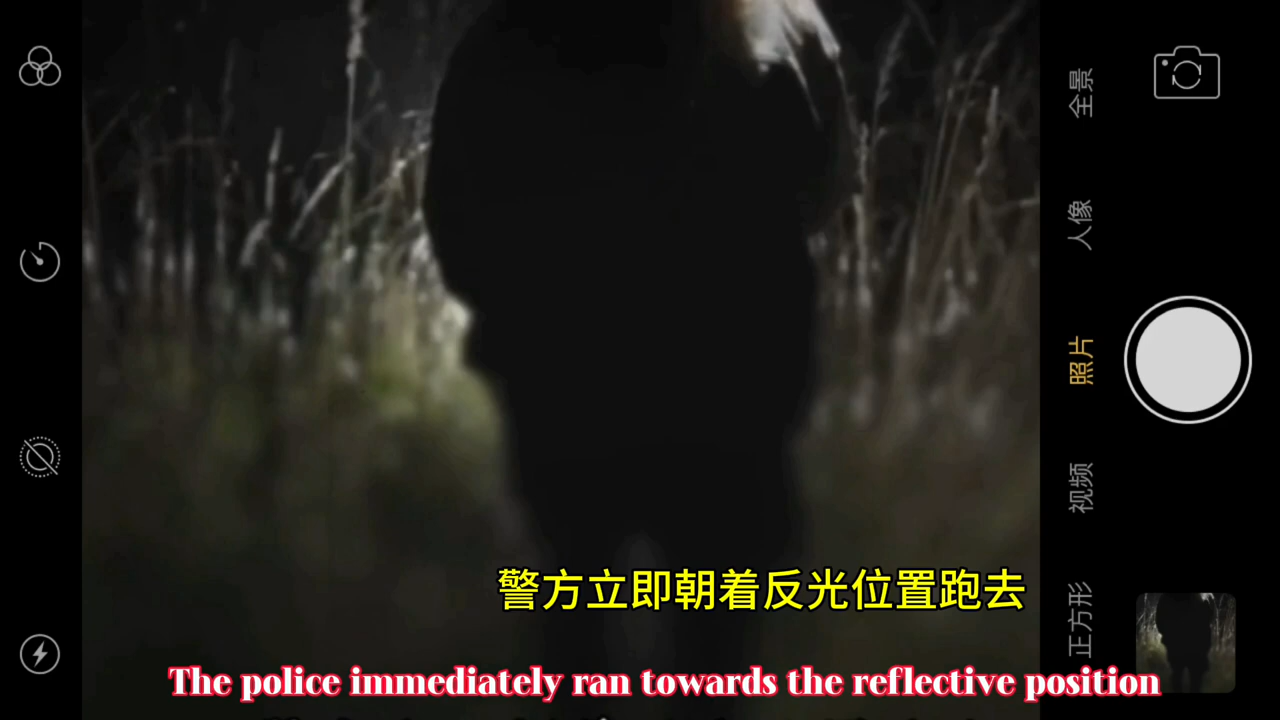 全景
人像
照片
视频
正方形
警方立即朝着反光位置跑去
The police immediately ran towards the reflective position